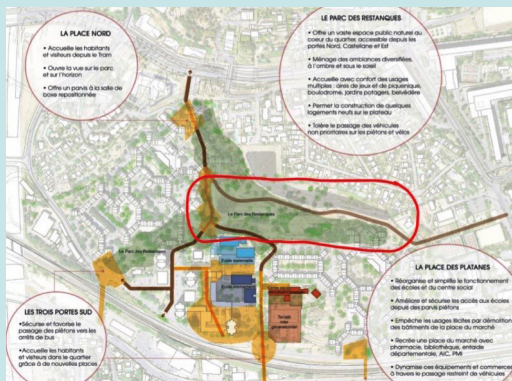 LA PLACE NORD
• Accueille les habitants
et visiteurs depuis le Tram
• Ouvre la vue sur le parc
et sur l'horizon
• Offre un parvis à la salle de
boxe repositionnée
LE PARC DES RESTANQUES
• Offre un vaste espace public naturel au
coeur du quartier, accessible depuis les
portes Nord, Castellane et Est
• Ménage des ambiances diversifiées,
à l'ombre et sous le soleil
• Accueille avec confort des usages
multiples : aires de jeux et de piquenique,
boulodrome, jardins potagers, belvédère
• Permet la construction de quelques
logements neufs sur le plateau
• Tolère le passage des véhicules
non prioritaires sur les piétons et vélos
Le Parc des Restanques
Le Parc des Restanques
LES TROIS PORTES SUD
•Sécurise et favorise le
passage des piétons vers les
arrêts de bus
•Accueille les habitants
et visiteurs dans le quartier
grâce à de nouvelles places
LA PLACE DES PLATANES
• Réorganise et simplifie le fonctionnement
des écoles et du centre social
• Améliore et sécurise les accès aux écoles
depuis des parvis piétons
• Empêche les usages illicites par démolition
des bâtiments de la place du marché
• Recrée une place du marché avec
pharmacie, bibliothèque, entraide
départementale, AIC, PMI
• Dynamise ces équipements et commerces
à travers le passage restreint de véhicules